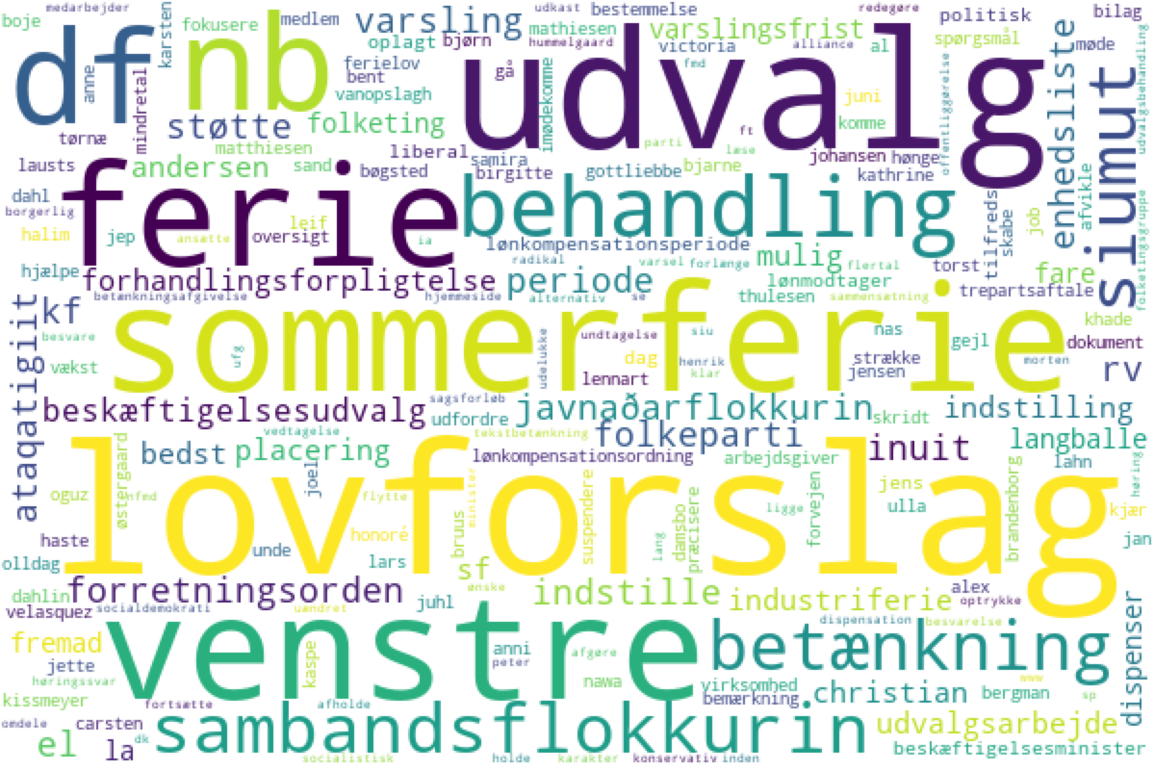 medarbejder
udkast
redegøre
boje
df
karsten
fokusere
nb
medlem
varsling
mathiesen
bestemmelse
varslingsfrist
politisk
bilag
oplagt
bjørn
hummelgaard
victoria
alliance
al
spørgsmål
møde
anne
mindretal
ferielov
bent
gå
udvalg
fmd
juni
enhedsliste
siumut
udvalgsbehandling
vanopslagh
imødekomme
komme
offentliggørelse
tørnæ
støtte
folketing
parti
ft
læse
matthiesen
liberal
samira
johansen
hønge
lausts
andersen
sand
bøgsted
birgitte
gottliebbe
bjarne
kathrine
dahl
ferie
behandling
tilfreds
skabe
job
afvikle
folketingsgruppe
borgerlig
halim
jep
ansætte
leif
oversigt
ia
lønkompensationsperiode
radikal
varsel
forlænge
mulig
flertal
torst
fare
hjælpe
forhandlingsforpligtelse
periode
lønmodtager
trepartsaftale
ataqatigiit
kf
betænkningsafgivelse
hjemmeside
alternativ
se
thulesen
sammensætning
khade
besvare
sommerferie
ufg
udelukke
undtagelse
siu
nas
gejl
dokument
vækst
dag
henrik
klar
strække
jensen
morten
rv
lennart
beskæftigelsesudvalg
sagsforløb
udfordre
javnaðarflokkurin
skridt
indstilling
vedtagelse
tekstbetænkning
folkeparti
inuit
langballe
østergaard
bedst
placering
joel
lønkompensationsordning
arbejdsgiver
lahn
høring
oguz
nfmd
lovforslag
flytte
minister
suspendere
damsbo
præcisere
ligge
forvejen
jens
brandenborg
kjær
ulla
haste
honoré
bruus
lang
jan
olldag
unde
lars
sf
forretningsorden
ønske
indstille
industriferie
alex
optrykke
dispenser
dahlin
velasquez
socialdemokrati
uændret
juhl
dispensation
besvarelse
fremad
venstre
kaspe
anni
peter
afgøre
betænkning
jette
høringssvar
nawa
virksomhed
bemærkning
christian
bergman
www
sp
kissmeyer
fortsætte
afholde
omdele
carsten
sambandsflokkurin
udvalgsarbejde
el
la
dk
socialistisk
holde
karakter
konservativ
inden
beskæftigelsesminister